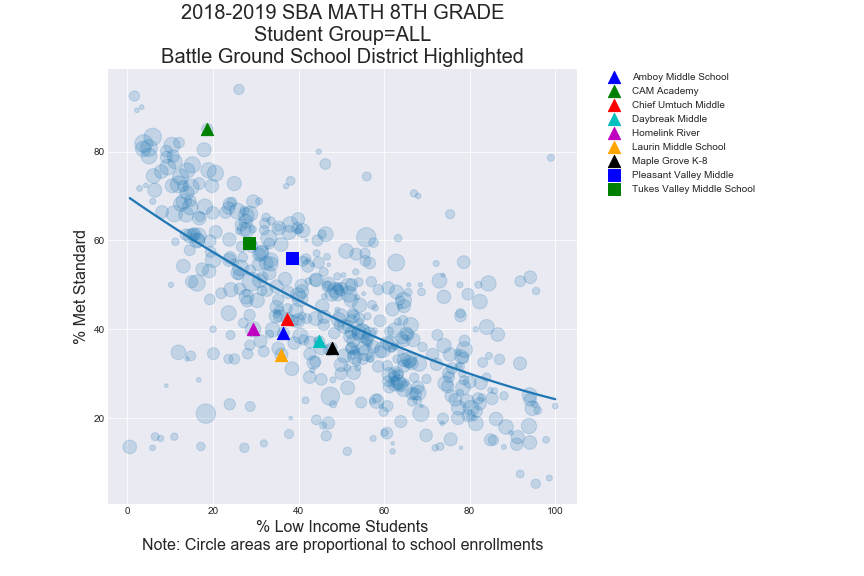 2018-2019 SBA MATH 8TH GRADE
Student Group=ALL
Battle Ground School District Highlighted
% Met Standard
80
60
40
20
0 20 40 60 80 100
% Low Income Students
Note: Circle areas are proportional to school enrollments
Amboy Middle School
CAM Academy
Chief Umtuch Middle
Daybreak Middle
Homelink River
Laurin Middle School
Maple Grove K-8
Pleasant Valley Middle
Tukes Valley Middle School